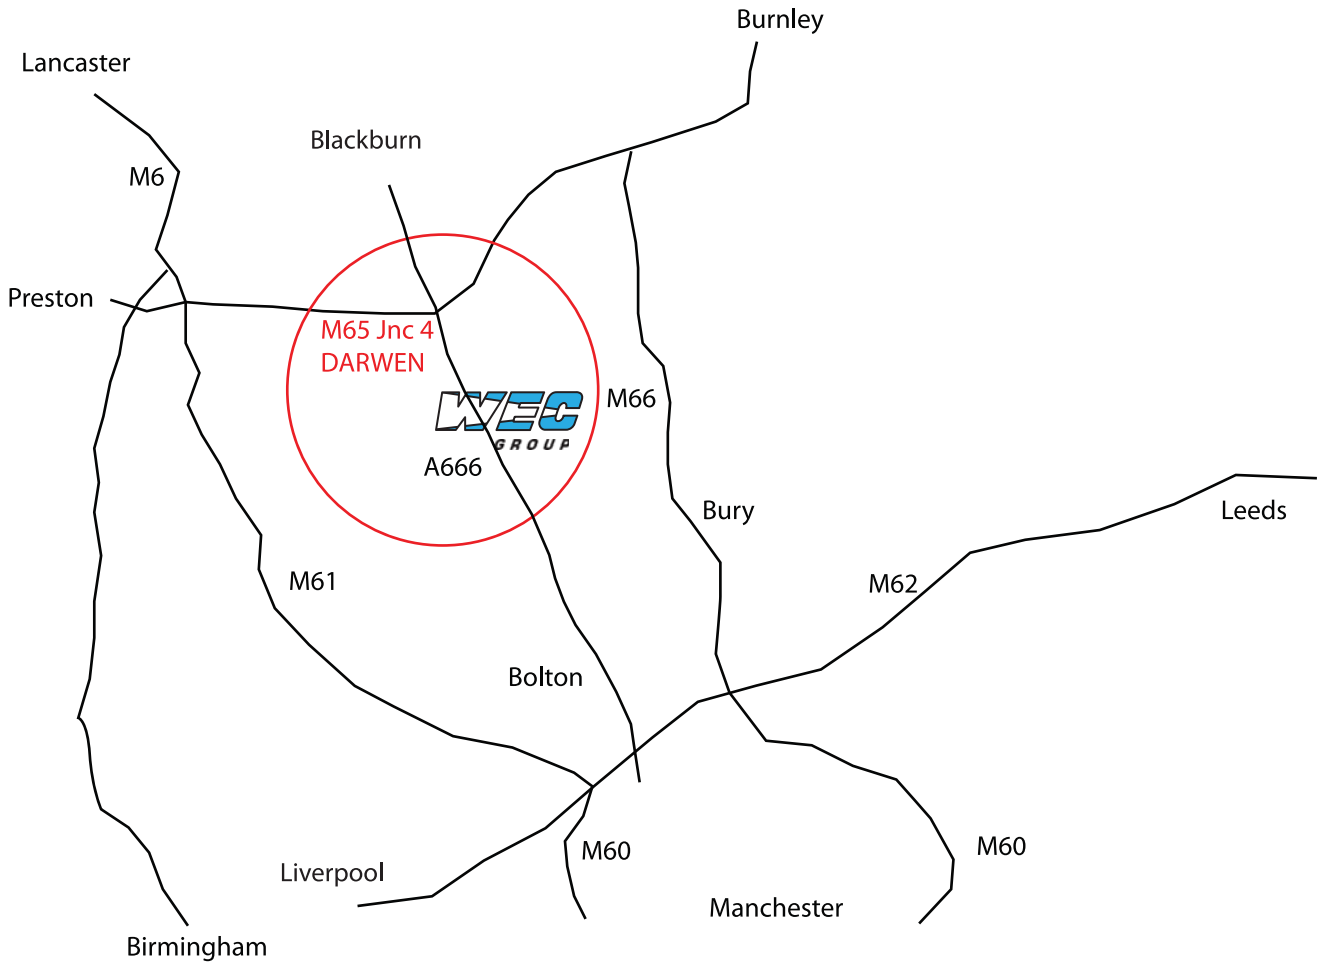 Burnley
Lancaster
Blackburn
M6
Preston
M65 Jnc 4
DARWEN
M66
WEC
GROUP
A666
Bury
Leeds
M61
M62
Bolton
M60
M60
Liverpool
Manchester
Birmingham